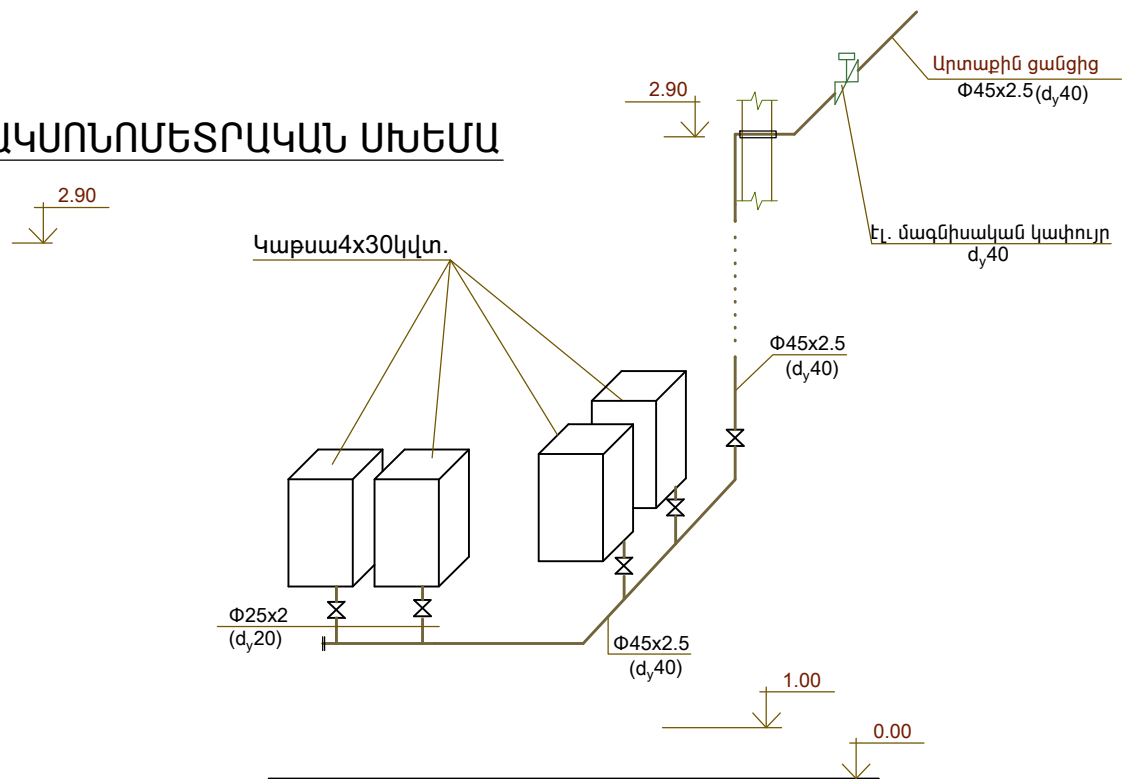 Արտաքին ցանցից
Φ45x2.5(dy40)
2.90
ԱԿՍՈՆՈՄԵՏՐԱԿԱՆ ՍԽԵՄԱ
2.90
Էլ. մագնիսական կափույր
dy40
Կաթսա4x30կվտ.
Φ45x2.5
(dy40)
Φ25x2
(dy20)
Φ45x2.5
(dy40)
1.00
0.00